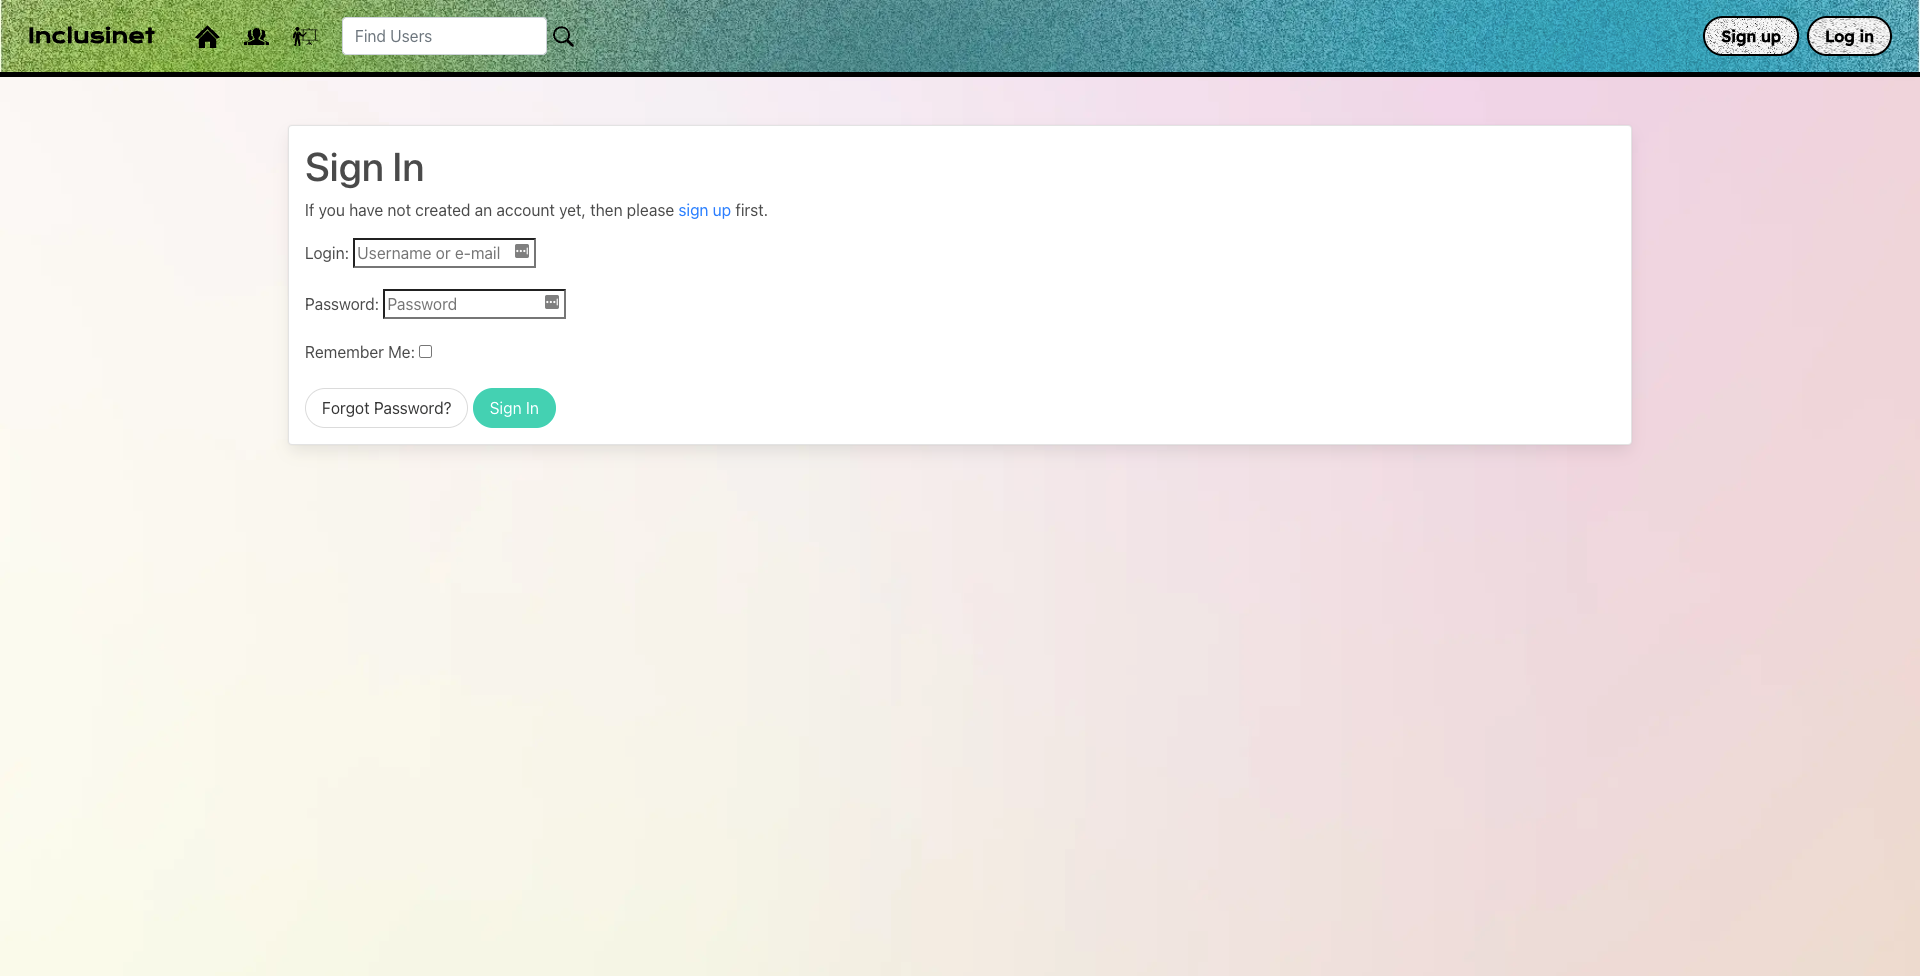 Inclusinet
Find Users
Sign up
Log in
Sign In
If you have not created an account yet, then please sign up first.
Login: Username or e-mail
Password: Password
Remember Me:
Forgot Password? Sign In